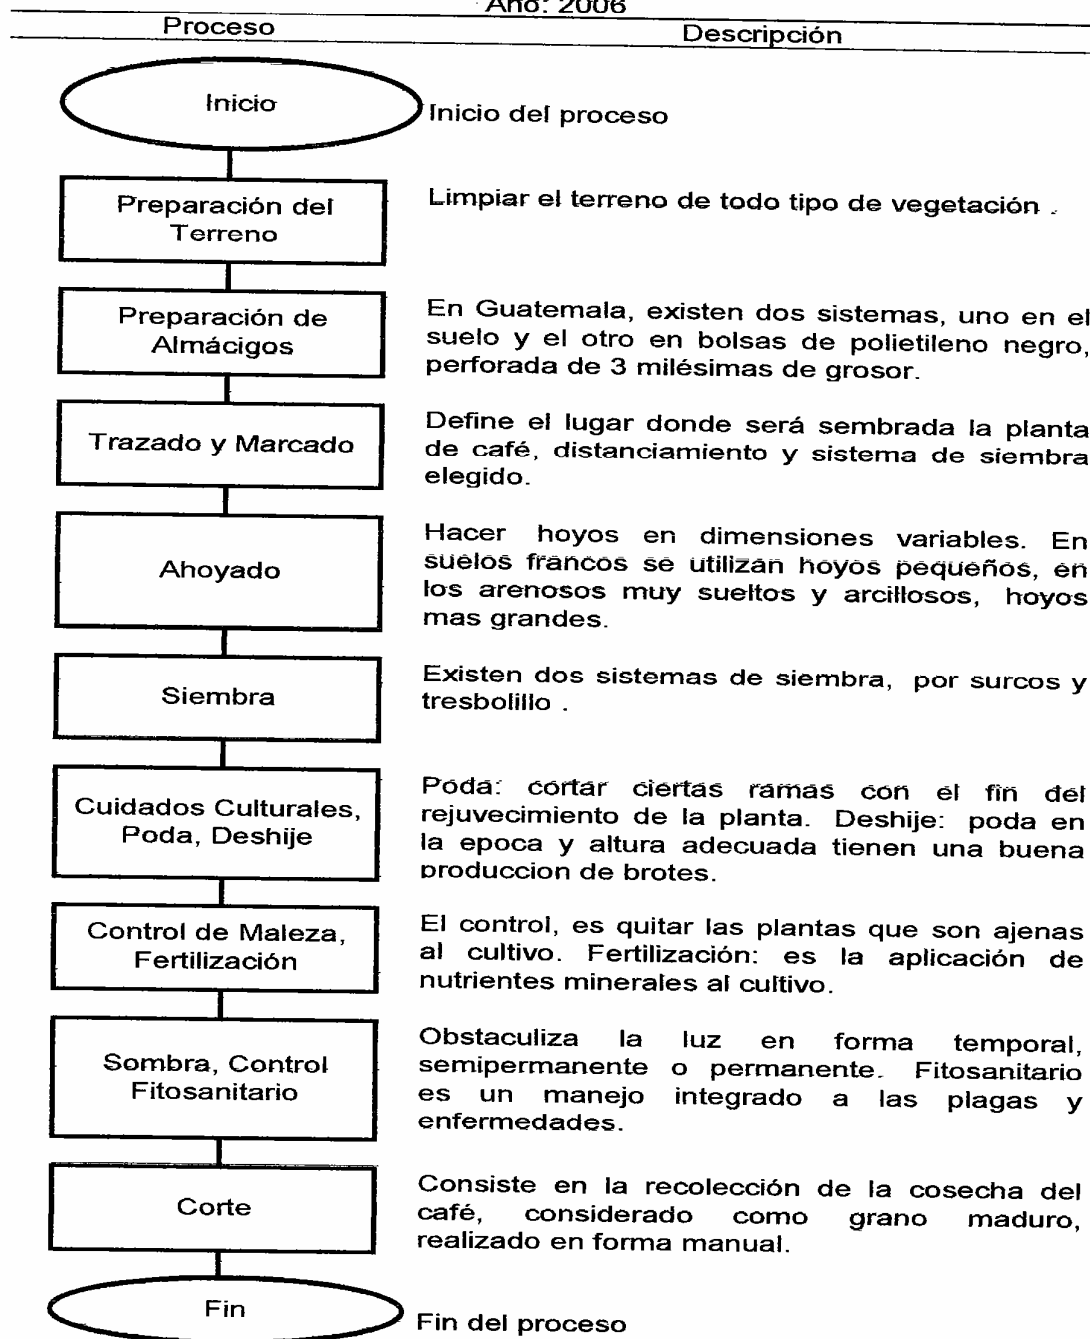 Año: 2006
Proceso
Descripción
Inicio
Inicio del proceso
Preparación del
Terreno
Limpiar el terreno de todo tipo de vegetación .
Preparación de
Almácigos
En Guatemala, existen dos sistemas, uno en el
suelo y el otro en bolsas de polietileno negro,
perforada de 3 milésimas de grosor.
Trazado y Marcado
Define el lugar donde será sembrada la planta
de café, distanciamiento y sistema de siembra
elegido.
Ahoyado
Hacer hoyos en dimensiones variables. En
suelos francos se utilizan hoyos pequeños, en
los arenosos muy sueltos y arcillosos, hoyos
mas grandes.
Siembra
Existen dos sistemas de siembra, por surcos y
tresbolillo .
Cuidados Culturales,
Poda, Deshije
Poda: cortar ciertas ramas con el fin del
rejuvecimiento de la planta. Deshije: poda en
la epoca y altura adecuada tienen una buena
produccion de brotes.
Control de Maleza,
Fertilización
El control, es quitar las plantas que son ajenas
al cultivo. Fertilización: es la aplicación de
nutrientes minerales al cultivo.
Sombra, Control
Fitosanitario
Obstaculiza la luz en forma temporal,
semipermanente o permanente. Fitosanitario
es un manejo integrado a las plagas y
enfermedades.
Corte
Consiste en la recolección de la cosecha del
café, considerado como grano maduro,
realizado en forma manual.
Fin
Fin del proceso